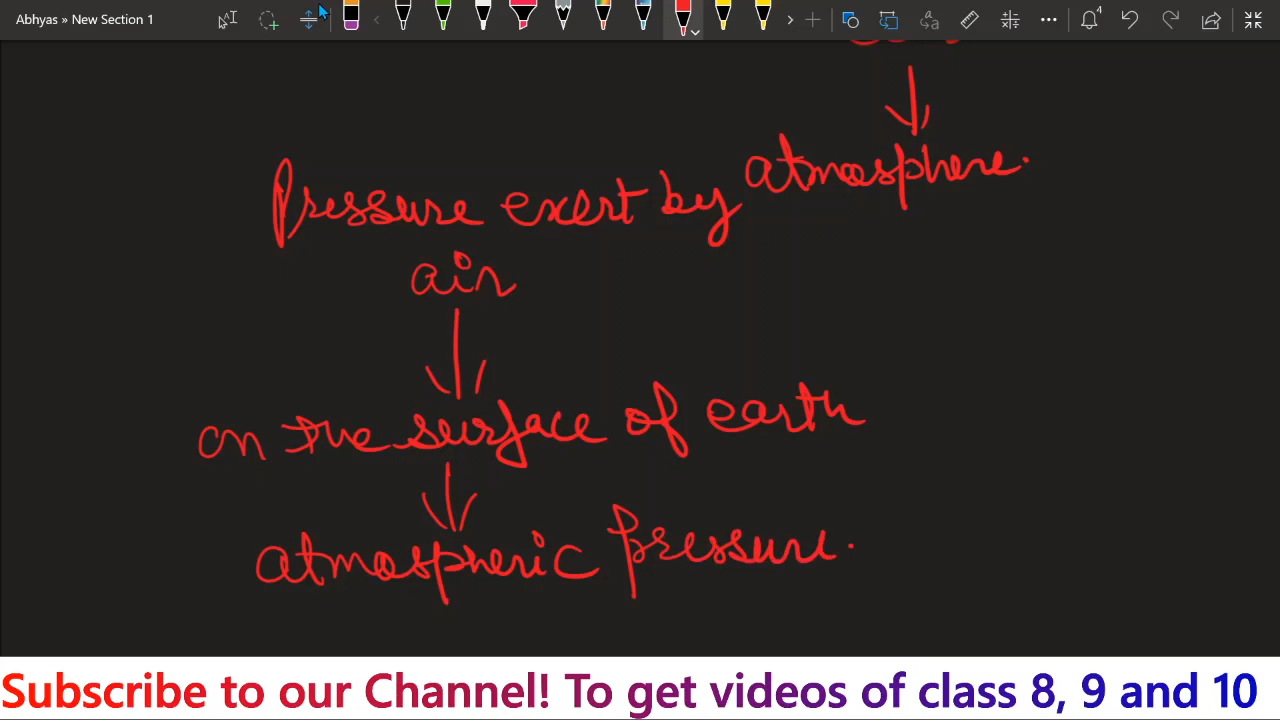 Abhyas » New Section 1
4
atmosphere.
Pressure exert by
air
on the surface of earth
atmospheric pressure.
Subscribe to our Channel! To get videos of class 8, 9 and 10